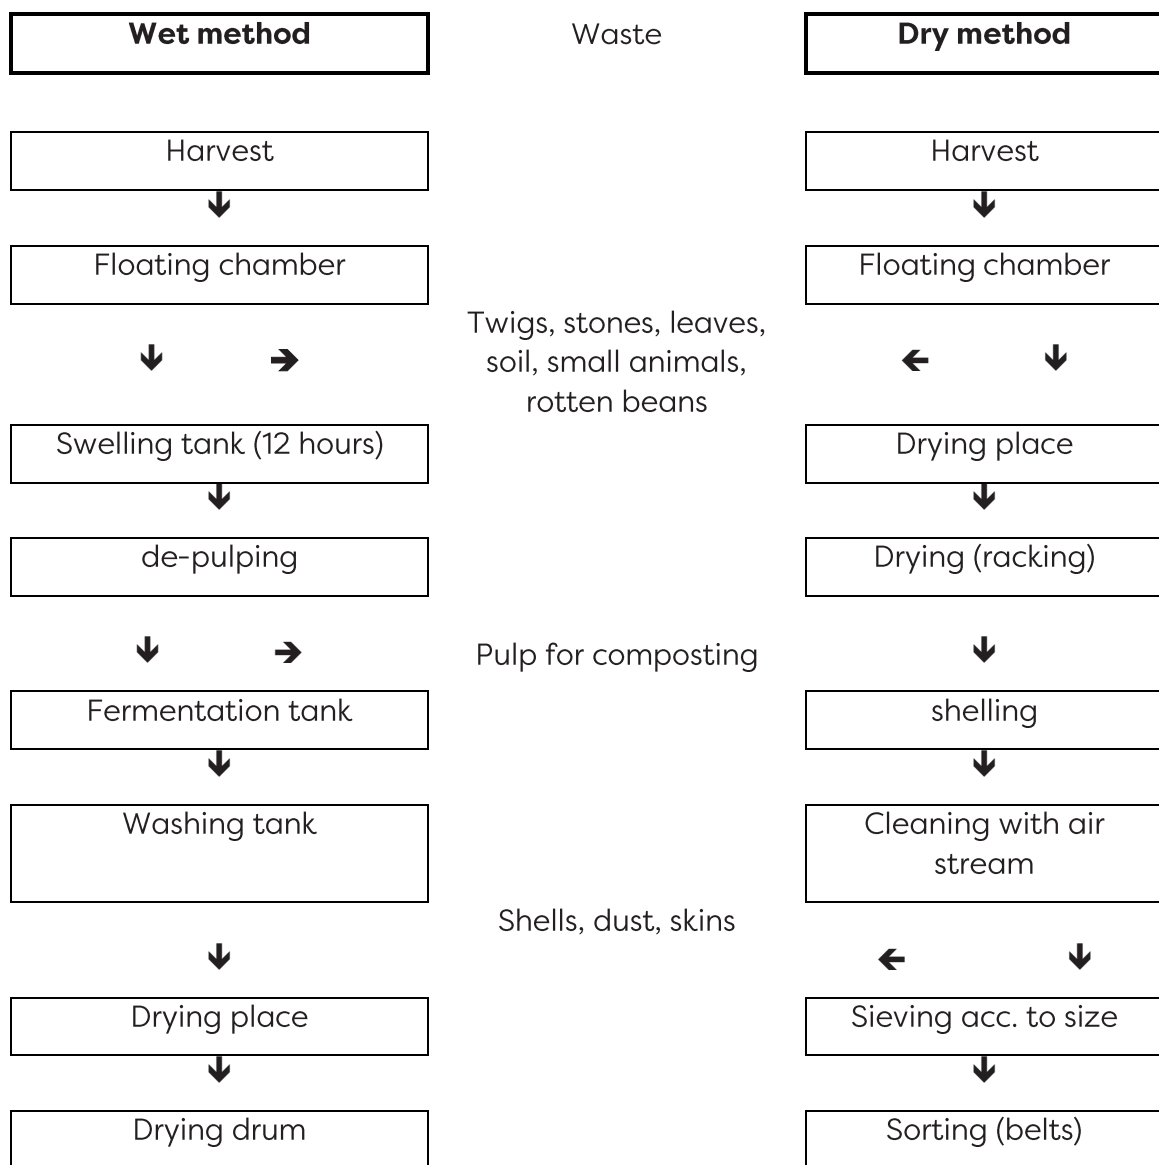 Wet method
Waste
Dry method
Harvest
Harvest
Floating chamber
Floating chamber
Twigs, stones, leaves,
soil, small animals,
rotten beans
Swelling tank (12 hours)
Drying place
de-pulping
Drying (racking)
Pulp for composting
Fermentation tank
shelling
Washing tank
Cleaning with air
stream
Shells, dust, skins
Drying place
Sieving acc. to size
Drying drum
Sorting (belts)